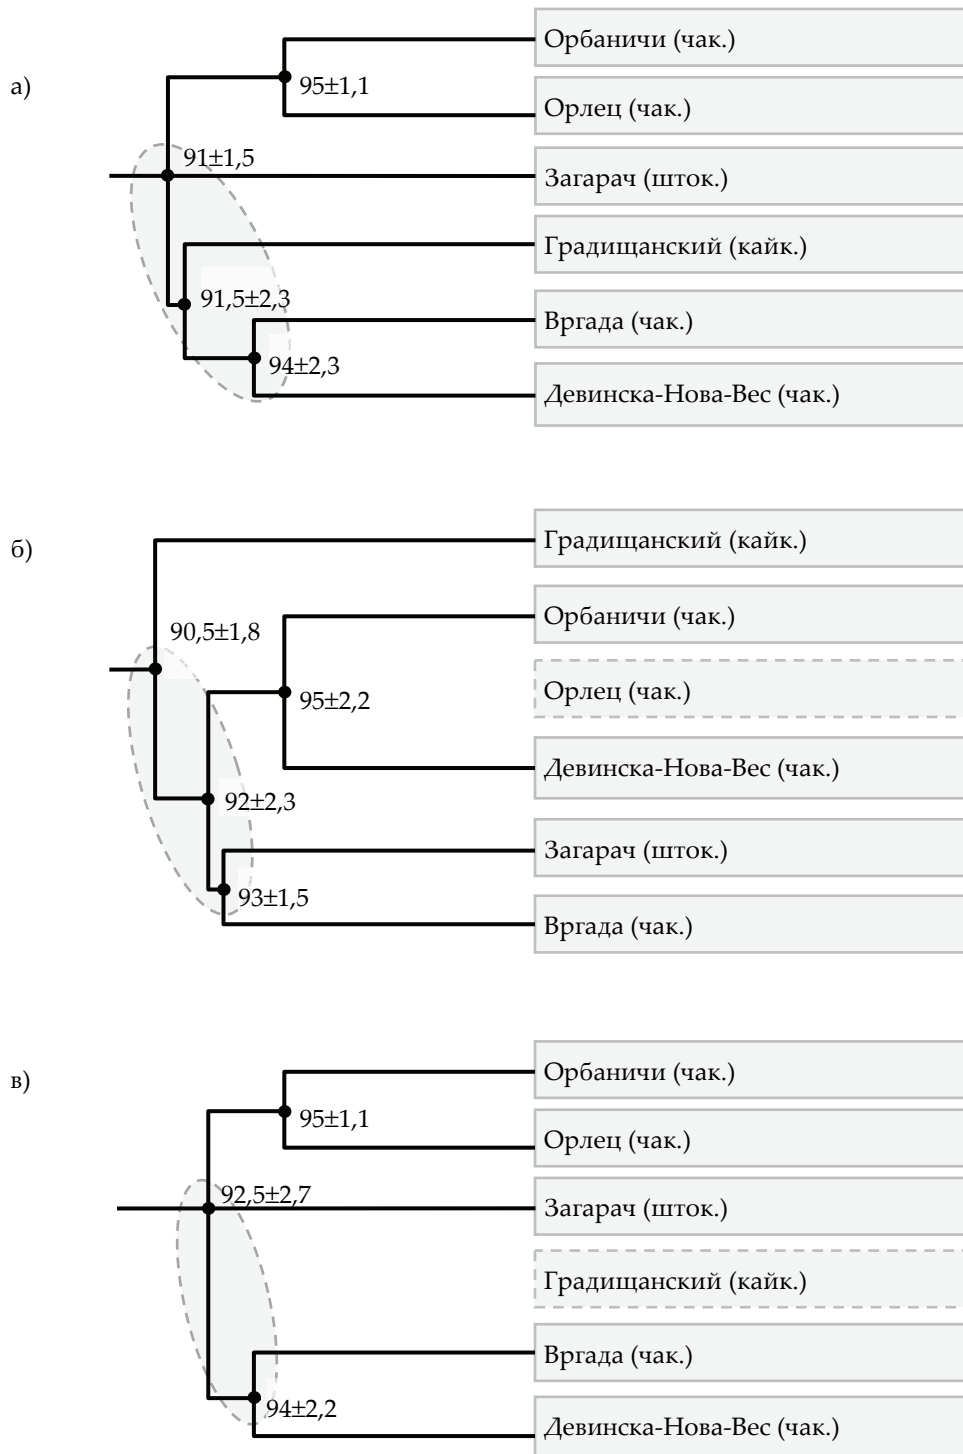 Орбаничи (чак.)
а)
95±1,1
Орлец (чак.)
91±1,5
Загарач (шток.)
Градищанский (кайк.)
91,5±2,3
Вргада (чак.)
94±2,3
Девинска-Нова-Вес (чак.)
Градищанский (кайк.)
б)
Орбаничи (чак.)
90,5±1,8
Орлец (чак.)
95±2,2
Девинска-Нова-Вес (чак.)
92±2,3
Загарач (шток.)
93±1,5
Вргада (чак.)
Орбаничи (чак.)
в)
95±1,1
Орлец (чак.)
92,5±2,7
Загарач (шток.)
Градищанский (кайк.)
Вргада (чак.)
94±2,2
Девинска-Нова-Вес (чак.)